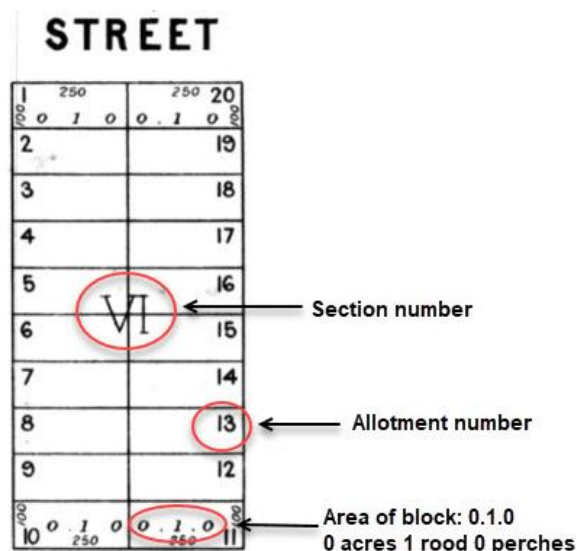 STREET
1 250 250 20
100 0 1 0 0.1.0 100
2 19
3 18
4 17
5 16
VI
6 15
7 14
8 13
9 12
100 0.1.0 0.1.0 100
10 250 250 11
Section number
Allotment number
Area of block: 0.1.0
0 acres 1 rood 0 perches